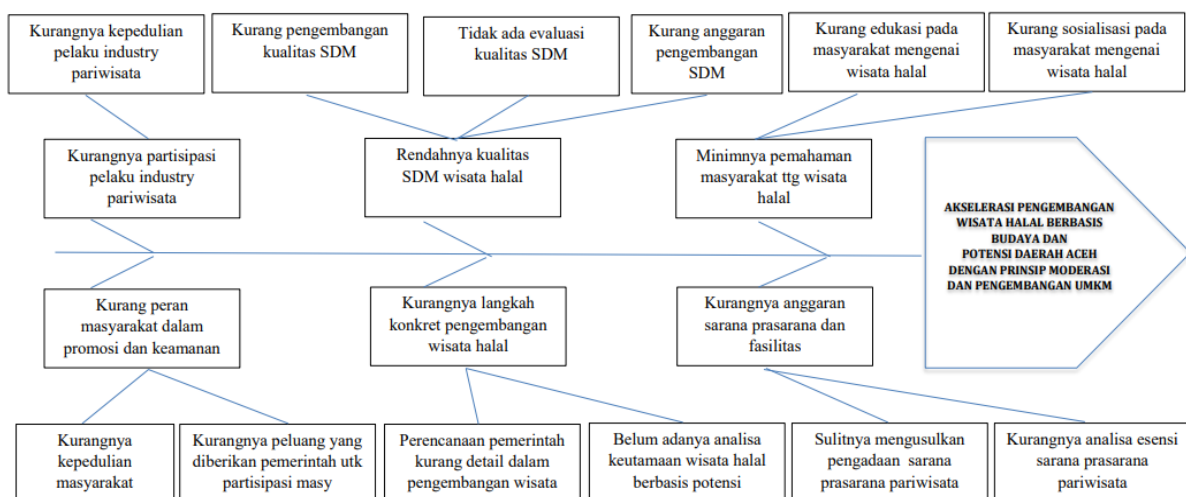 Kurangnya kepedulian
pelaku industry
pariwisata
Kurang pengembangan
kualitas SDM
Tidak ada evaluasi
kualitas SDM
Kurang anggaran
pengembangan
SDM
Kurang edukasi pada
masyarakat mengenai
wisata halal
Kurang sosialisasi pada
masyarakat mengenai
wisata halal
Kurangnya partisipasi
pelaku industry
pariwisata
Rendahnya kualitas
SDM wisata halal
Minimnya pemahaman
masyarakat ttg wisata
halal
AKSELERASI PENGEMBANGAN
WISATA HALAL BERBASIS
BUDAYA DAN
POTENSI DAERAH ACEH
DENGAN PRINSIP MODERASI
DAN PENGEMBANGAN UMKM
Kurang peran
masyarakat dalam
promosi dan keamanan
Kurangnya langkah
konkret pengembangan
wisata halal
Kurangnya anggaran
sarana prasarana dan
fasilitas
Kurangnya
kepedulian
masyarakat
Kurangnya peluang yang
diberikan pemerintah utk
partisipasi masy
Perencanaan pemerintah
kurang detail dalam
pengembangan wisata
Belum adanya analisa
keutamaan wisata halal
berbasis potensi
Sulitnya mengusulkan
pengadaan sarana
prasarana pariwisata
Kurangnya analisa esensi
sarana prasarana
pariwisata